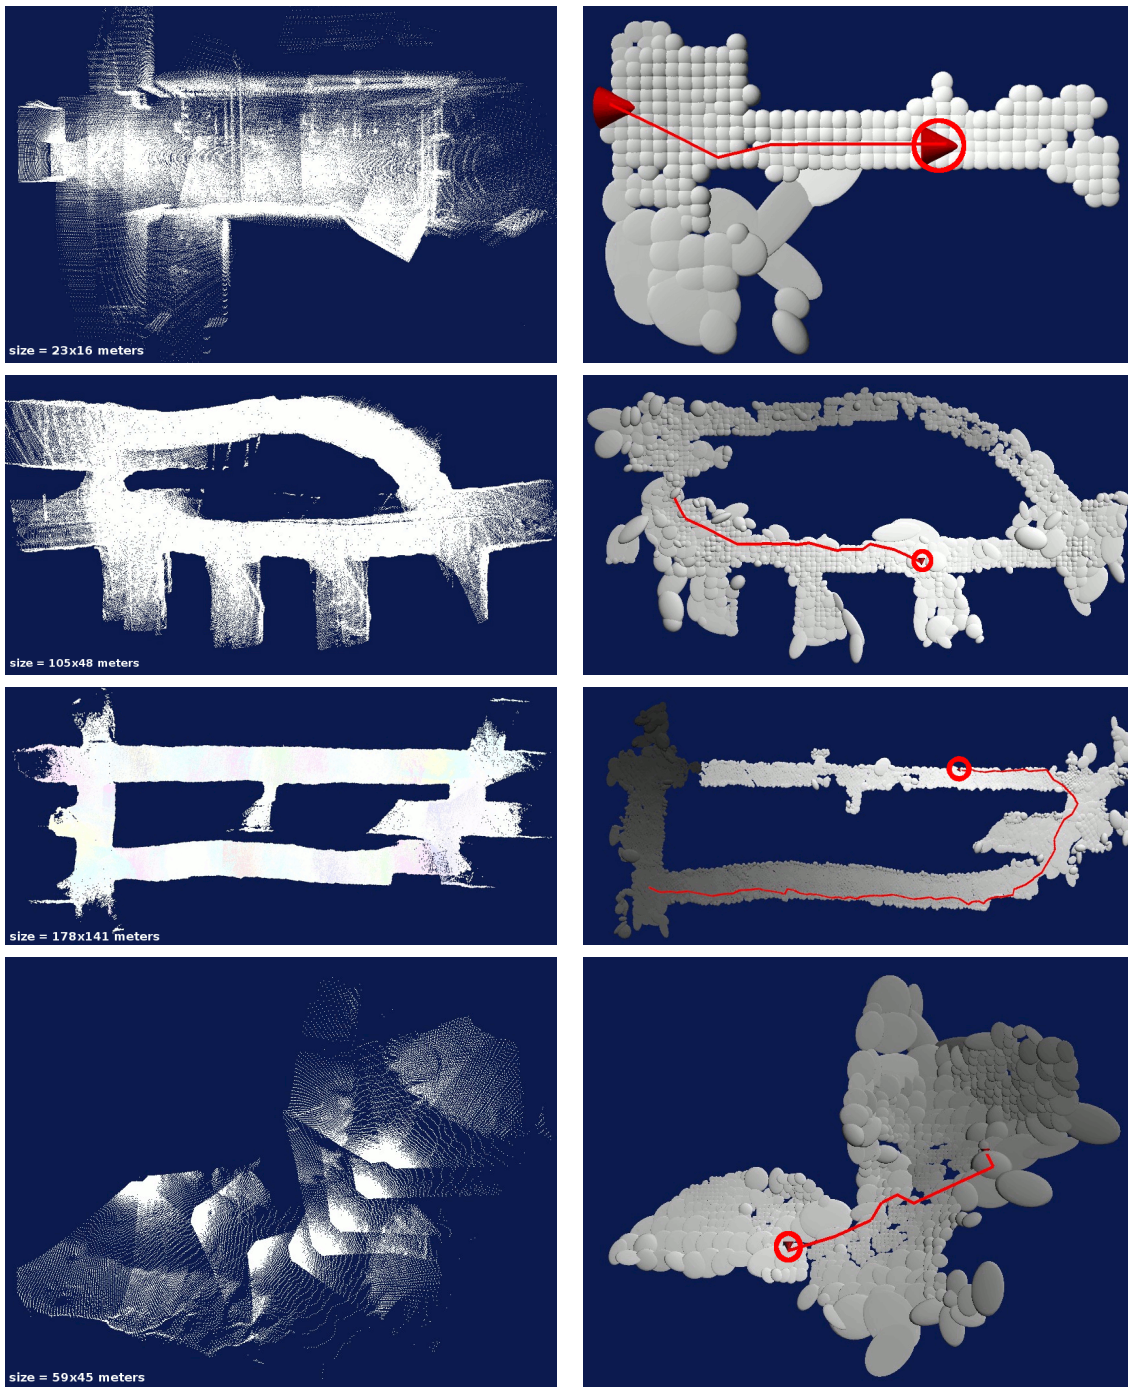 size = 23x16 meters
size = 105x48 meters
size = 178x141 meters
size = 59x45 meters